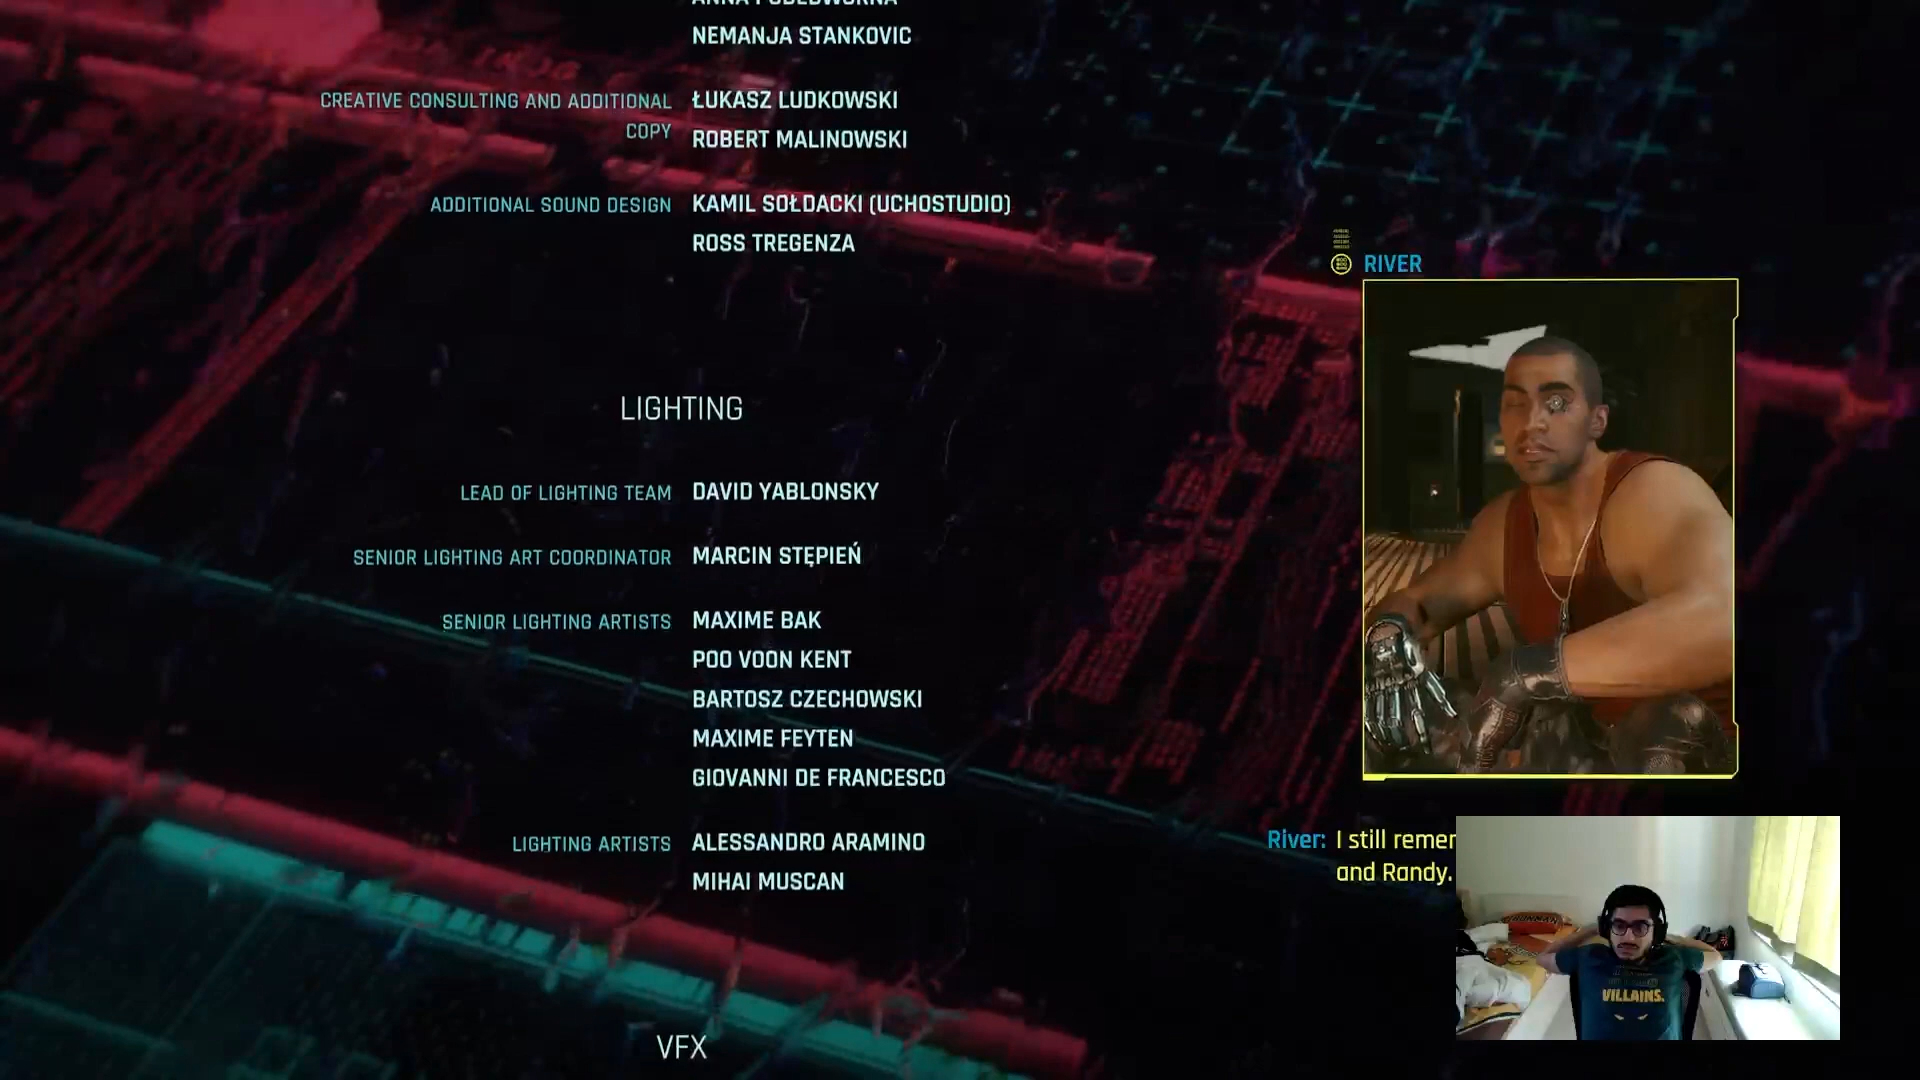 NEMANJA STANKOVIC
CREATIVE CONSULTING AND ADDITIONAL COPY
ŁUKASZ LUDKOWSKI
ROBERT MALINOWSKI
ADDITIONAL SOUND DESIGN
KAMIL SOŁDACKI (UCHOSTUDIO)
ROSS TREGENZA
LIGHTING
LEAD OF LIGHTING TEAM
DAVID YABLONSKY
SENIOR LIGHTING ART COORDINATOR
MARCIN STĘPIEŃ
SENIOR LIGHTING ARTISTS
MAXIME BAK
POO VOON KENT
BARTOSZ CZECHOWSKI
MAXIME FEYTEN
GIOVANNI DE FRANCESCO
LIGHTING ARTISTS
ALESSANDRO ARAMINO
MIHAI MUSCAN
VFX
RIVER
River: I still
and Randy.
VILLAINS.